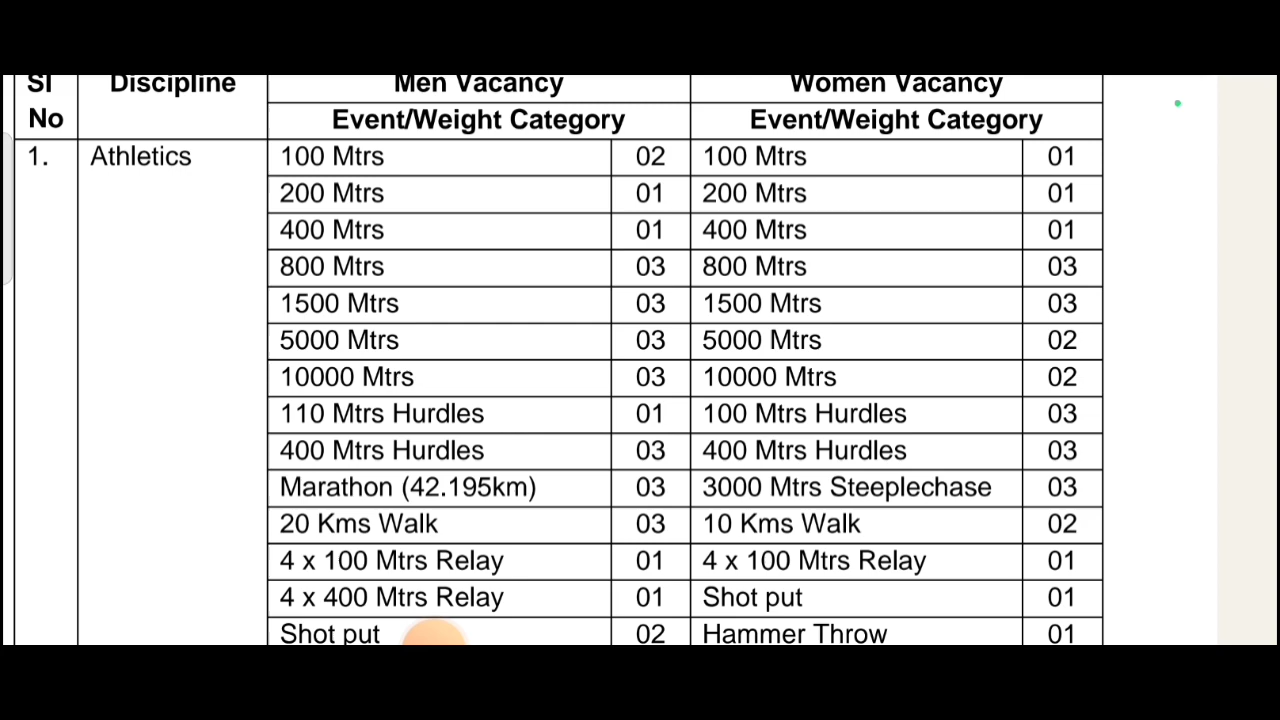 Sl Discipline Men Vacancy Women Vacancy
No Event/Weight Category Event/Weight Category
1. Athletics 100 Mtrs 02 100 Mtrs 01
200 Mtrs 01 200 Mtrs 01
400 Mtrs 01 400 Mtrs 01
800 Mtrs 03 800 Mtrs 03
1500 Mtrs 03 1500 Mtrs 03
5000 Mtrs 03 5000 Mtrs 02
10000 Mtrs 03 10000 Mtrs 02
110 Mtrs Hurdles 01 100 Mtrs Hurdles 03
400 Mtrs Hurdles 03 400 Mtrs Hurdles 03
Marathon (42.195km) 03 3000 Mtrs Steeplechase 03
20 Kms Walk 03 10 Kms Walk 02
4 x 100 Mtrs Relay 01 4 x 100 Mtrs Relay 01
4 x 400 Mtrs Relay 01 Shot put 01
Shot put 02 Hammer Throw 01